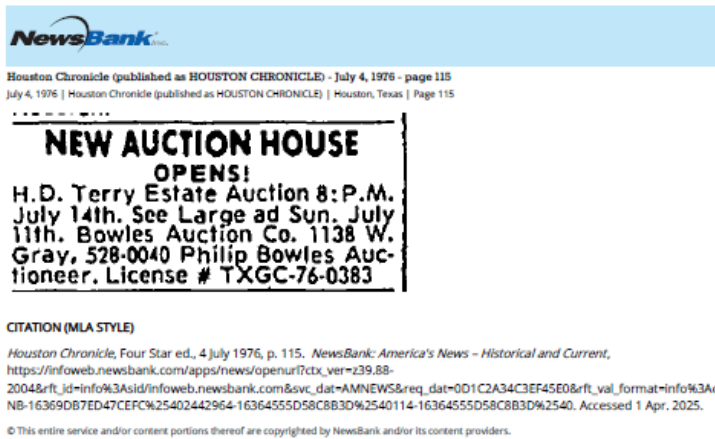 NewsBank inc.
Houston Chronicle (published as HOUSTON CHRONICLE) - July 4, 1976 - page 115
July 4, 1976 | Houston Chronicle (published as HOUSTON CHRONICLE) | Houston, Texas | Page 115
NEW AUCTION HOUSE
OPENS!
H.D. Terry Estate Auction 8: P.M.
July 14th. See Large ad Sun. July
11th. Bowles Auction Co. 1138 W.
Gray, 528-0040 Philip Bowles Auc-
tioneer. License # TXGC-76-0383
CITATION (MLA STYLE)
Houston Chronicle, Four Star ed., 4 July 1976, p. 115. NewsBank: America's News – Historical and Current,
https://infoweb.newsbank.com/apps/news/openurl?ctx_ver=z39.88-
2004&rft_id=info%3Asid/infoweb.newsbank.com&svc_dat=AMNEWS&req_dat=0D1C2A34C3EF45E0&rft_val_format=info%3A
NB-16369DB7ED47CEFC%25402442964-16364555D58C8B3D%2540114-16364555D58C8B3D%2540. Accessed 1 Apr. 2025.
© This entire service and/or content portions thereof are copyrighted by NewsBank and/or its content providers.